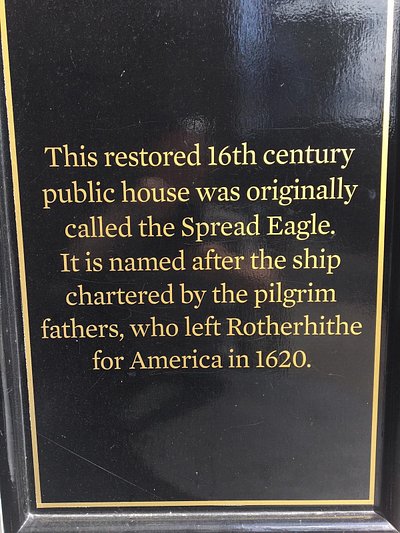 This restored 16th century
public house was originally
called the Spread Eagle.
It is named after the ship
chartered by the pilgrim
fathers, who left Rotherhithe
for America in 1620.